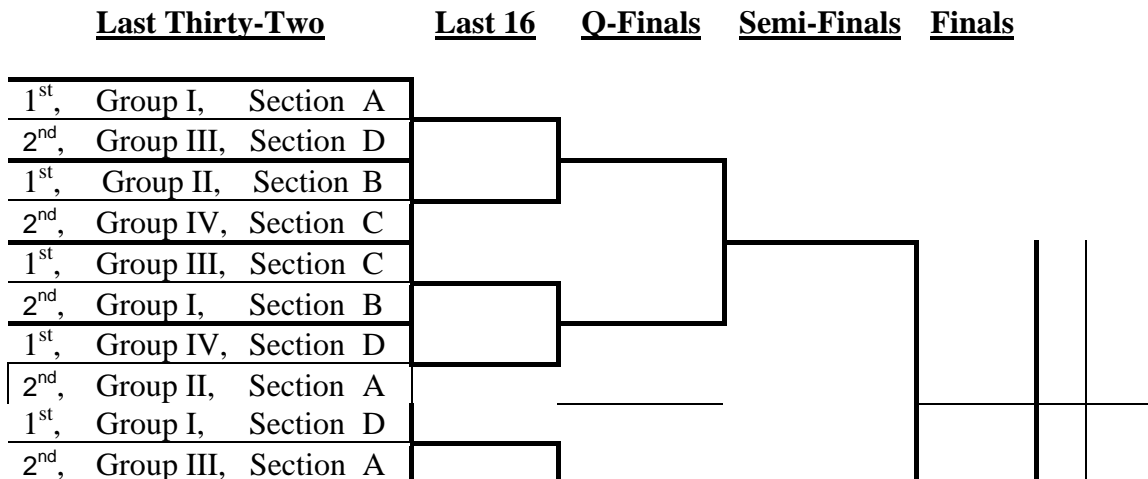 Last Thirty-Two Last 16 Q-Finals Semi-Finals Finals
1st, Group I, Section A
2nd, Group III, Section D
1st, Group II, Section B
2nd, Group IV, Section C
1st, Group III, Section C
2nd, Group I, Section B
1st, Group IV, Section D
2nd, Group II, Section A
1st, Group I, Section D
2nd, Group III, Section A